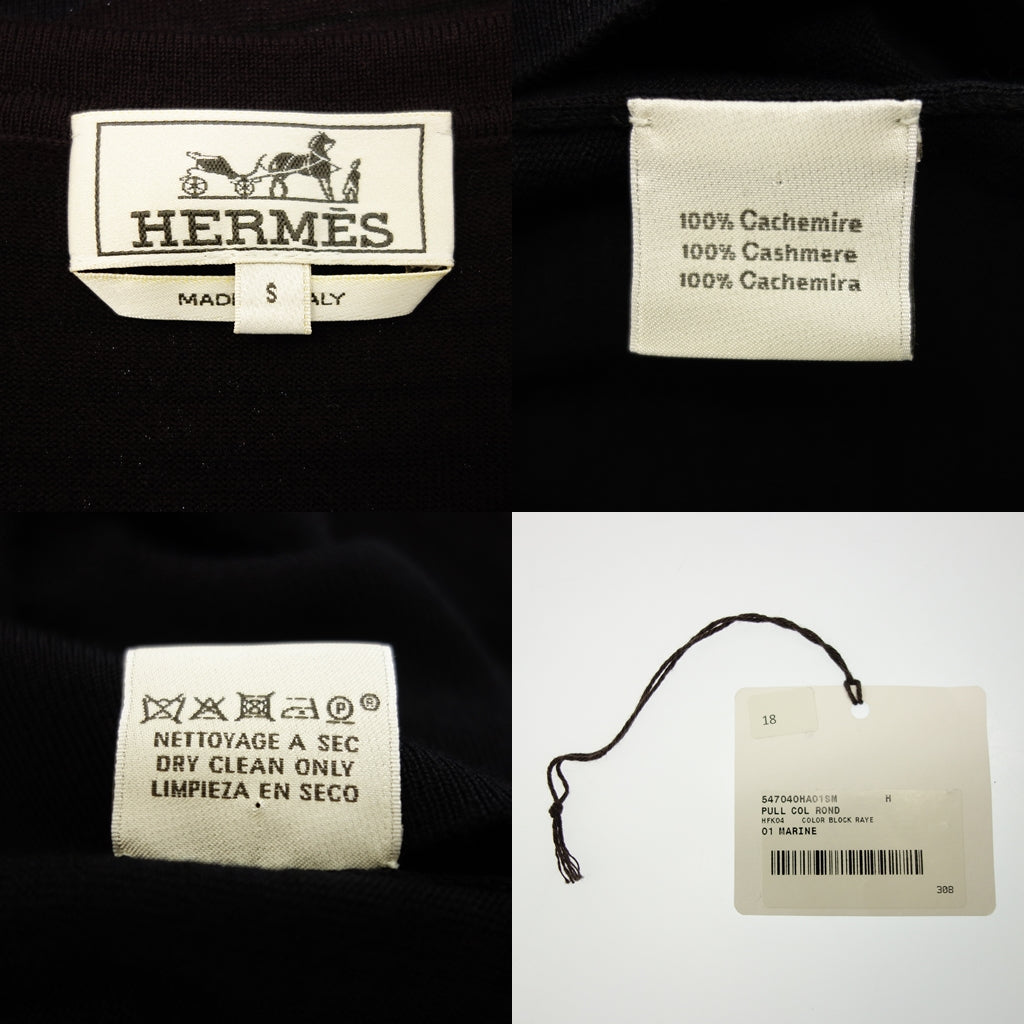 HERMÈS
MAD
S
ALY
100% Cachemire
100% Cashmere
100% Cachemira
P
®
NETTOYAGE A SEC
DRY CLEAN ONLY
LIMPIEZA EN SECO
18
547040HA01SM H
PULL COL ROND
HFK04 COLOR BLOCK RAYE
01 MARINE
308